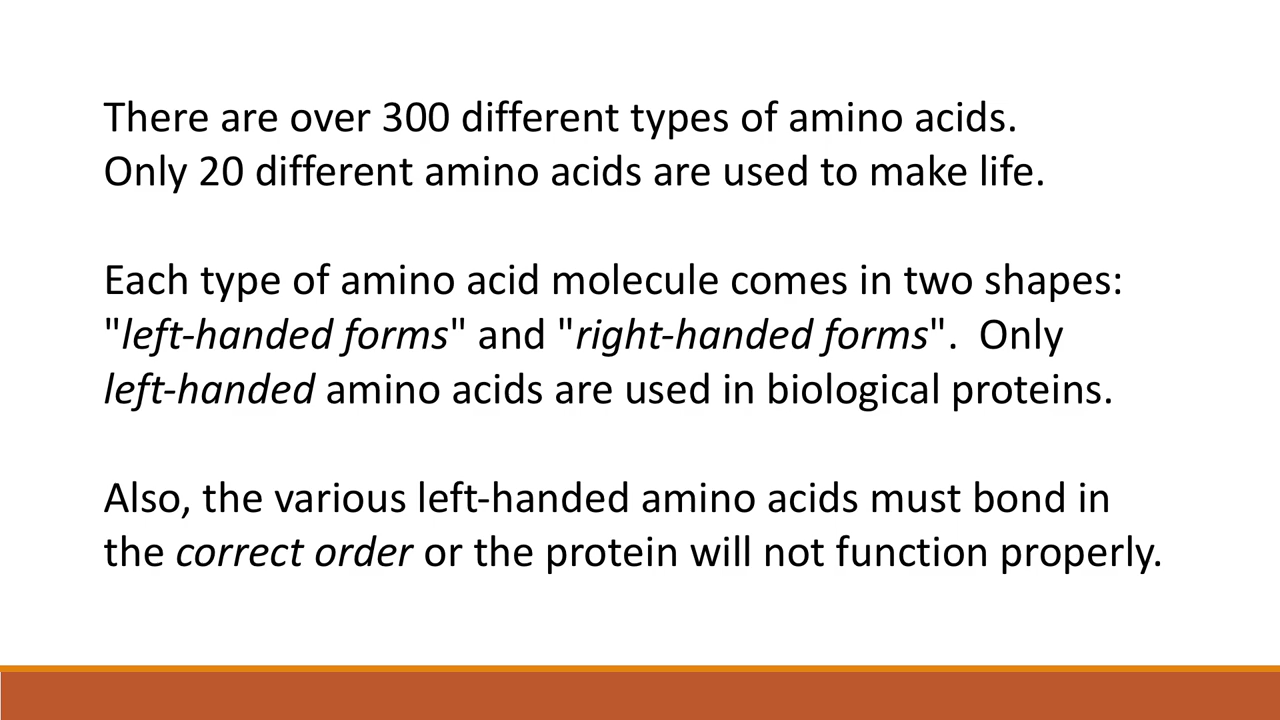 There are over 300 different types of amino acids.
Only 20 different amino acids are used to make life.
Each type of amino acid molecule comes in two shapes:
"left-handed forms" and "right-handed forms".  Only
left-handed amino acids are used in biological proteins.
Also, the various left-handed amino acids must bond in
the correct order or the protein will not function properly.